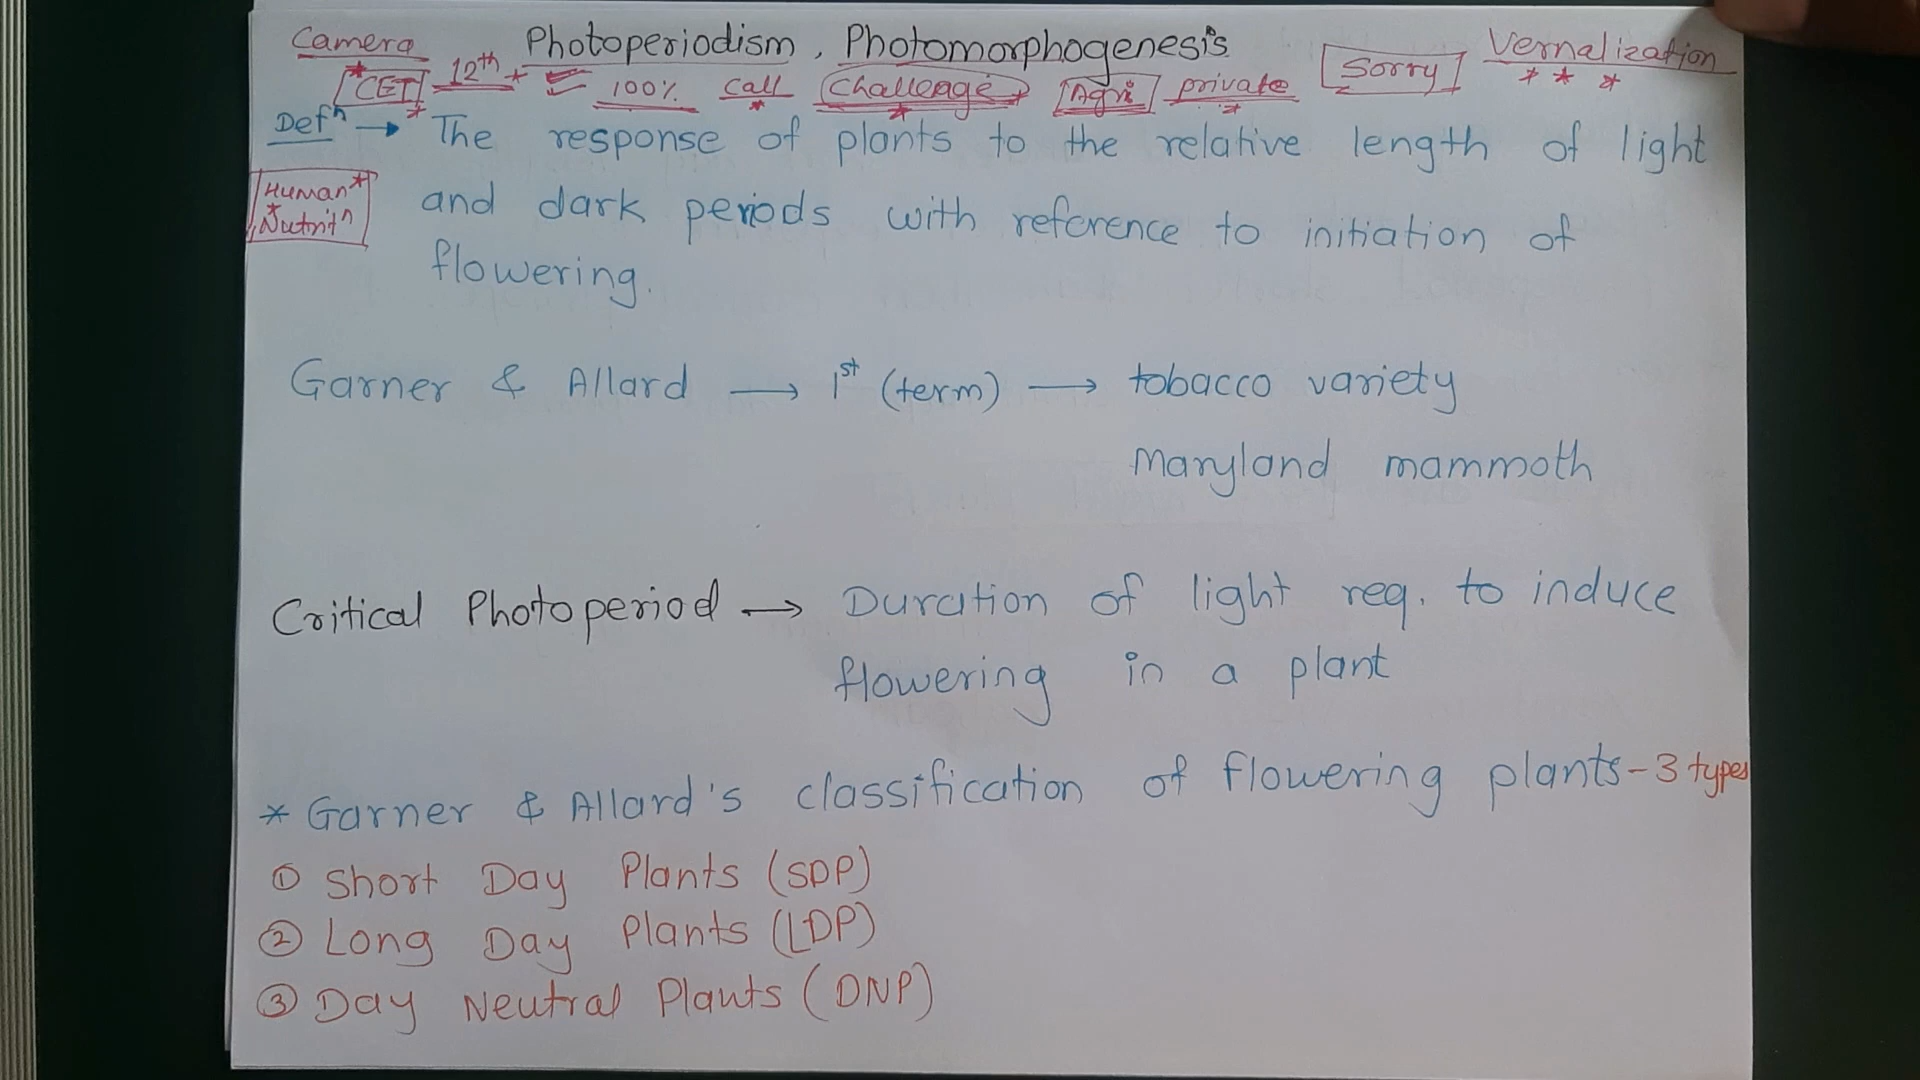 Camera Photoperiodism, Photomorphogenesis Vernalization
CET 12th 100% call Challenge Agri private Sorry
Defn → The response of plants to the relative length of light
Human Nutritn and dark periods with reference to initiation of
flowering.
Garner & Allard → 1st (term) → tobacco variety
Maryland mammoth
Critical Photoperiod → Duration of light req. to induce
flowering in a plant
* Garner & Allard's classification of flowering plants - 3 types
① Short Day Plants (SDP)
② Long Day Plants (LDP)
③ Day Neutral Plants (DNP)